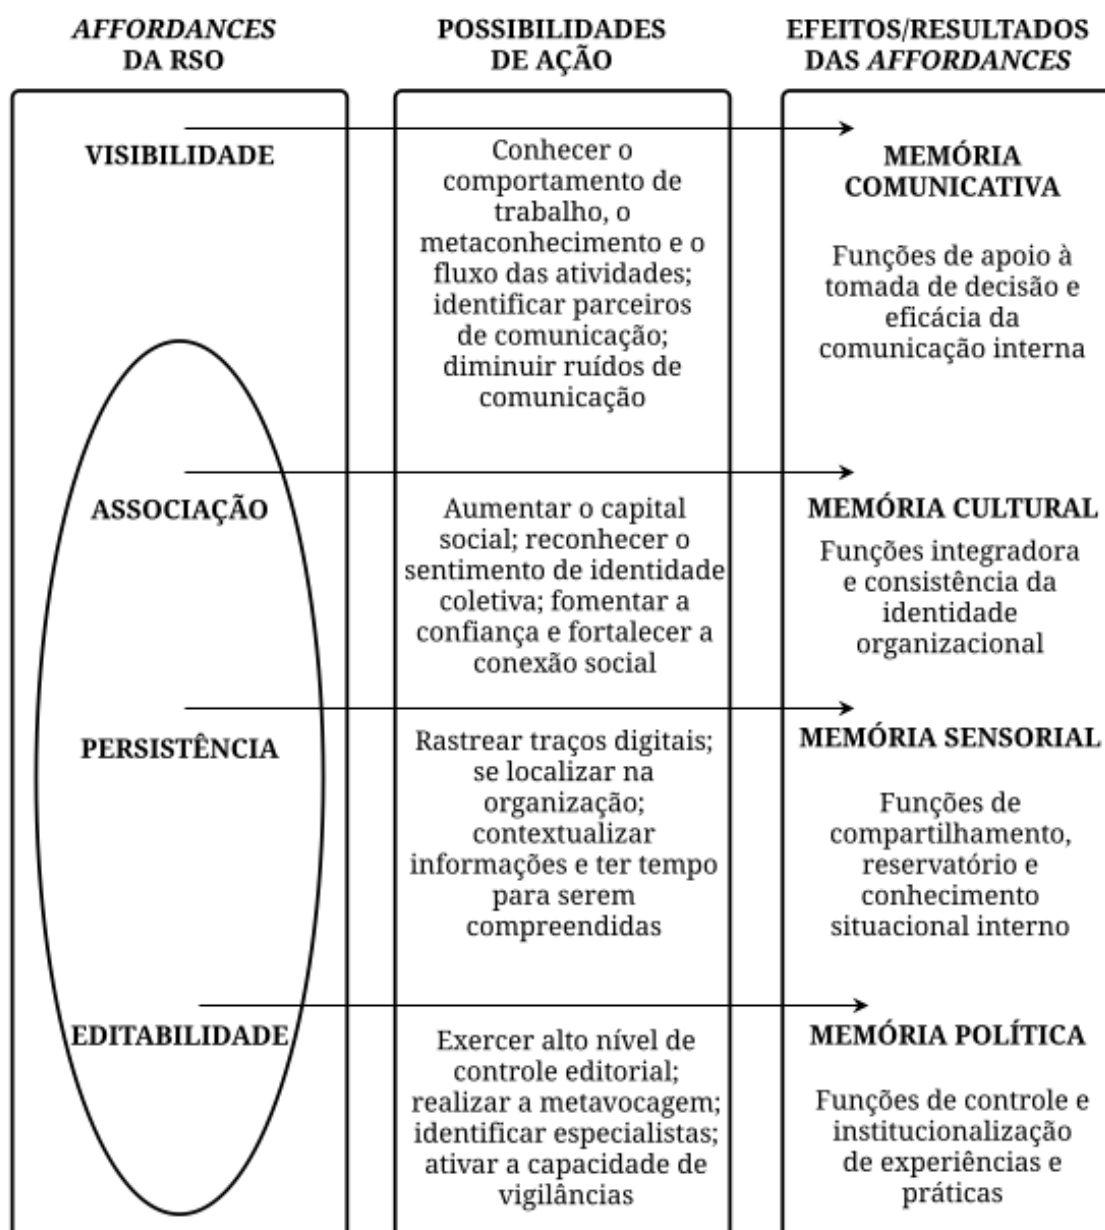 AFFORDANCES
DA RSO
POSSIBILIDADES
DE AÇÃO
EFEITOS/RESULTADOS
DAS AFFORDANCES
VISIBILIDADE
Conhecer o
comportamento de
trabalho, o
metaconhecimento e o
fluxo das atividades;
identificar parceiros
de comunicação;
diminuir ruídos de
comunicação
MEMÓRIA
COMUNICATIVA
Funções de apoio à
tomada de decisão e
eficácia da
comunicação interna
ASSOCIAÇÃO
Aumentar o capital
social; reconhecer o
sentimento de identidade
coletiva; fomentar a
confiança e fortalecer a
conexão social
MEMÓRIA CULTURAL
Funções integradora
e consistência da
identidade
organizacional
PERSISTÊNCIA
Rastrear traços digitais;
se localizar na
organização;
contextualizar
informações e ter tempo
para serem
compreendidas
MEMÓRIA SENSORIAL
Funções de
compartilhamento,
reservatório e
conhecimento
situacional interno
EDITABILIDADE
Exercer alto nível de
controle editorial;
realizar a metavocagem;
identificar especialistas;
ativar a capacidade de
vigilâncias
MEMÓRIA POLÍTICA
Funções de controle e
institucionalização
de experiências e
práticas